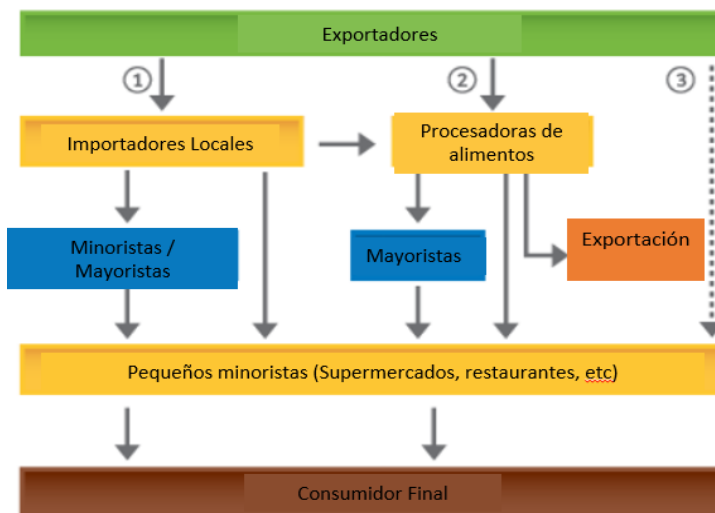 Exportadores
①
②
③
Importadores Locales
Procesadoras de
alimentos
Minoristas /
Mayoristas
Mayoristas
Exportación
Pequeños minoristas (Supermercados, restaurantes, etc)
Consumidor Final